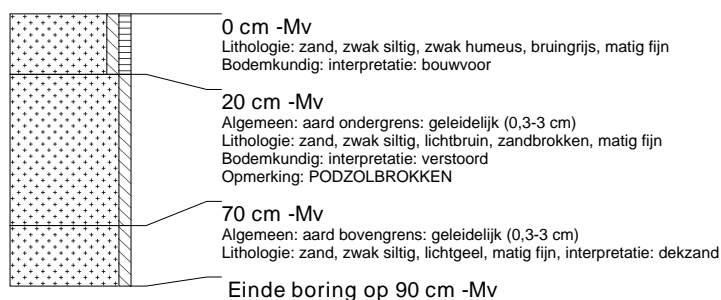 0 cm -Mv
Lithologie: zand, zwak siltig, zwak humeus, bruingrijs, matig fijn
Bodemkundig: interpretatie: bouwvoor
20 cm -Mv
Algemeen: aard ondergrens: geleidelijk (0,3-3 cm)
Lithologie: zand, zwak siltig, lichtbruin, zandbrokken, matig fijn
Bodemkundig: interpretatie: verstoord
Opmerking: PODZOLBROKKEN
70 cm -Mv
Algemeen: aard bovengrens: geleidelijk (0,3-3 cm)
Lithologie: zand, zwak siltig, lichtgeel, matig fijn, interpretatie: dekzand
Einde boring op 90 cm -Mv